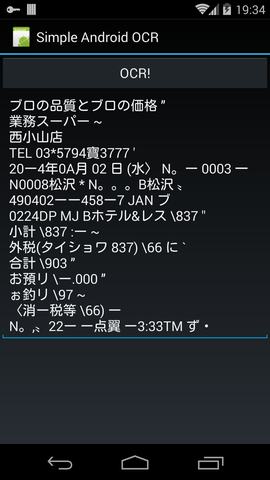 19:34
Simple Android OCR
OCR!
プロの品質とブロの価格 ”
業務スーパー ~
西小山店
TEL 03*5794寶3777 '
20ー4年0A月 02 日 (水〉 N。ー 0003 ー
N0008松沢 * N。。。B松沢 〟
490402ーー458ー7 JAN ブ
0224DP MJ Bホテル&レス \837 "
小計 \837 :ー ~
外税(タイショワ 837) \66 に `
合計 \903 ”
お預リ \ー.000 ”
ぉ釣リ \97 ~
〈消ー税等 \66) ー
N。,〟 22ー ー点翼 ー3:33TM ず・